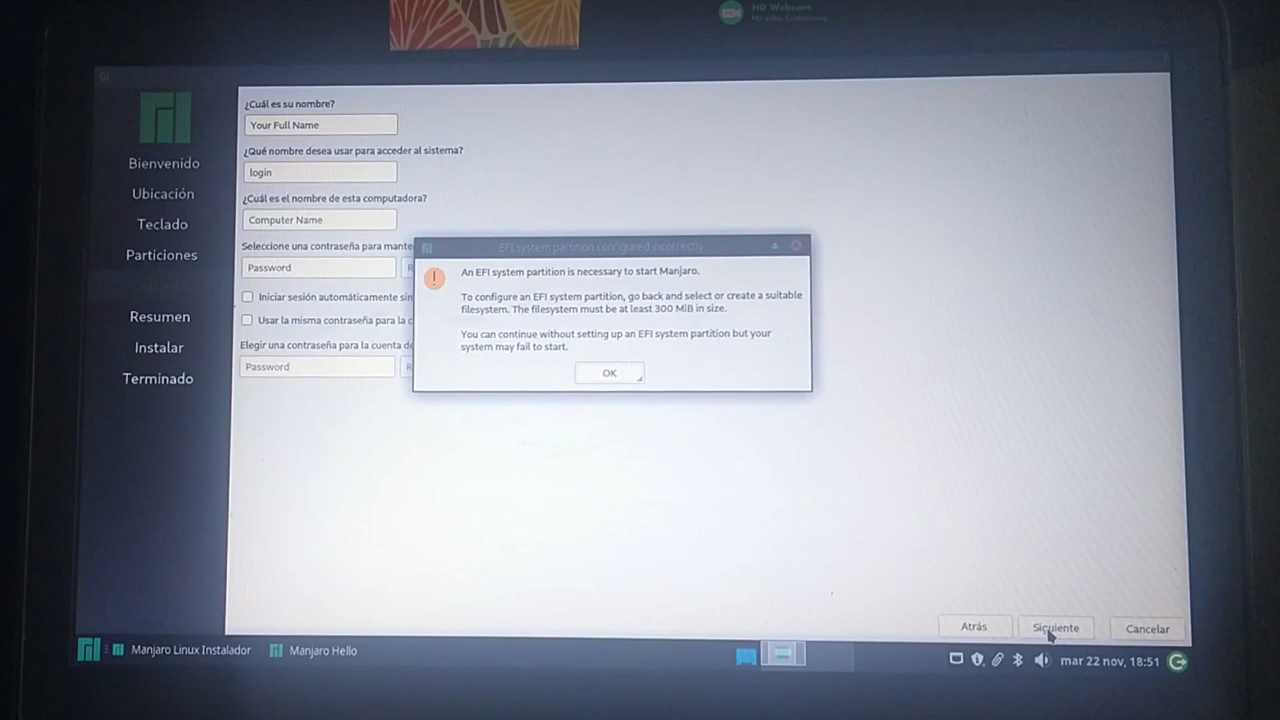 HD Webcam
HD Video Conferencing
Bienvenido
Ubicación
Teclado
Particiones
Resumen
Instalar
Terminado
¿Cuál es su nombre?
Your Full Name
¿Qué nombre desea usar para acceder al sistema?
login
¿Cuál es el nombre de esta computadora?
Computer Name
Seleccione una contraseña para mante
Password
R
Iniciar sesión automáticamente sin
Usar la misma contraseña para la c
Elegir una contraseña para la cuenta de
Password
R
EFI system partition configured incorrectly
An EFI system partition is necessary to start Manjaro.
To configure an EFI system partition, go back and select or create a suitable
filesystem. The filesystem must be at least 300 MiB in size.
You can continue without setting up an EFI system partition but your
system may fail to start.
OK
Atrás
Siguiente
Cancelar
Manjaro Linux Instalador
Manjaro Hello
mar 22 nov, 18:51